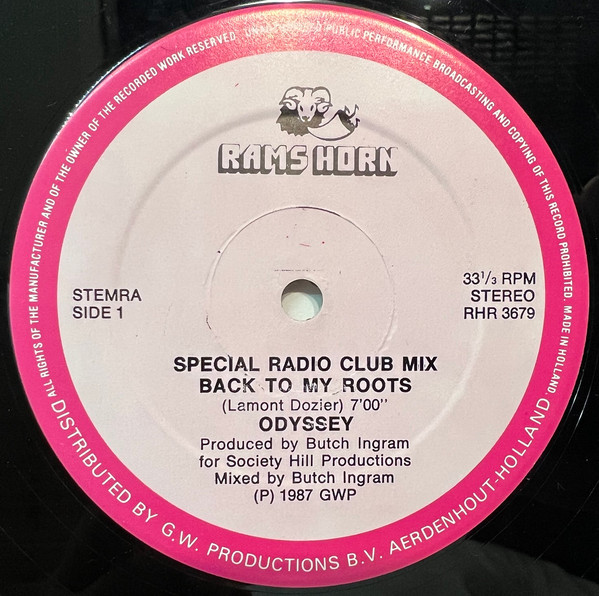 ALL RIGHTS OF THE MANUFACTURER AND OF THE OWNER OF THE RECORDED WORK RESERVED. UNAUTHORISED PUBLIC PERFORMANCE BROADCASTING AND COPYING OF THIS RECORD PROHIBITED. MADE IN HOLLAND.
RAMS HORN
STEMRA
SIDE 1
33 1/3 RPM
STEREO
RHR 3679
SPECIAL RADIO CLUB MIX
BACK TO MY ROOTS
(Lamont Dozier) 7'00"
ODYSSEY
Produced by Butch Ingram
for Society Hill Productions
Mixed by Butch Ingram
(P) 1987 GWP
DISTRIBUTED BY G.W. PRODUCTIONS B.V. AERDENHOUT-HOLLAND